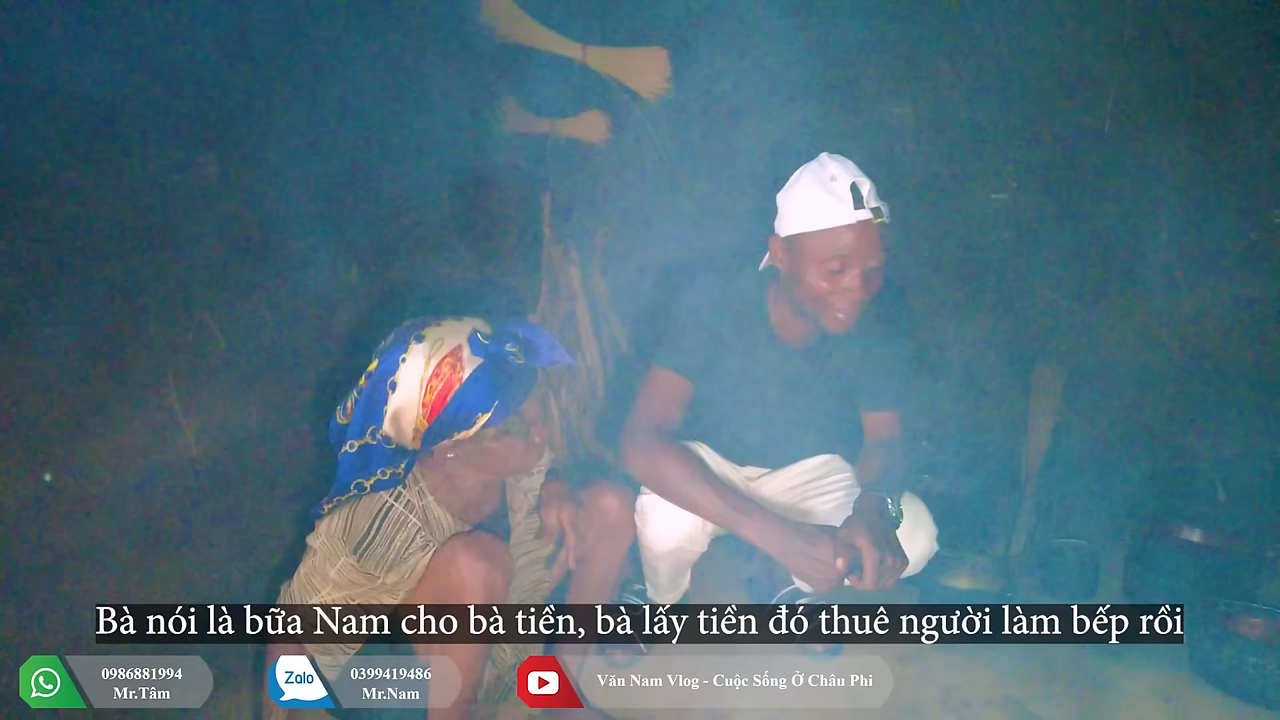 Bà nói là bữa Nam cho bà tiền, bà lấy tiền đó thuê người làm bếp rồi
0986881994
Mr.Tâm
Zalo
0399419486
Mr.Nam
Văn Nam Vlog - Cuộc Sống Ở Châu Phi